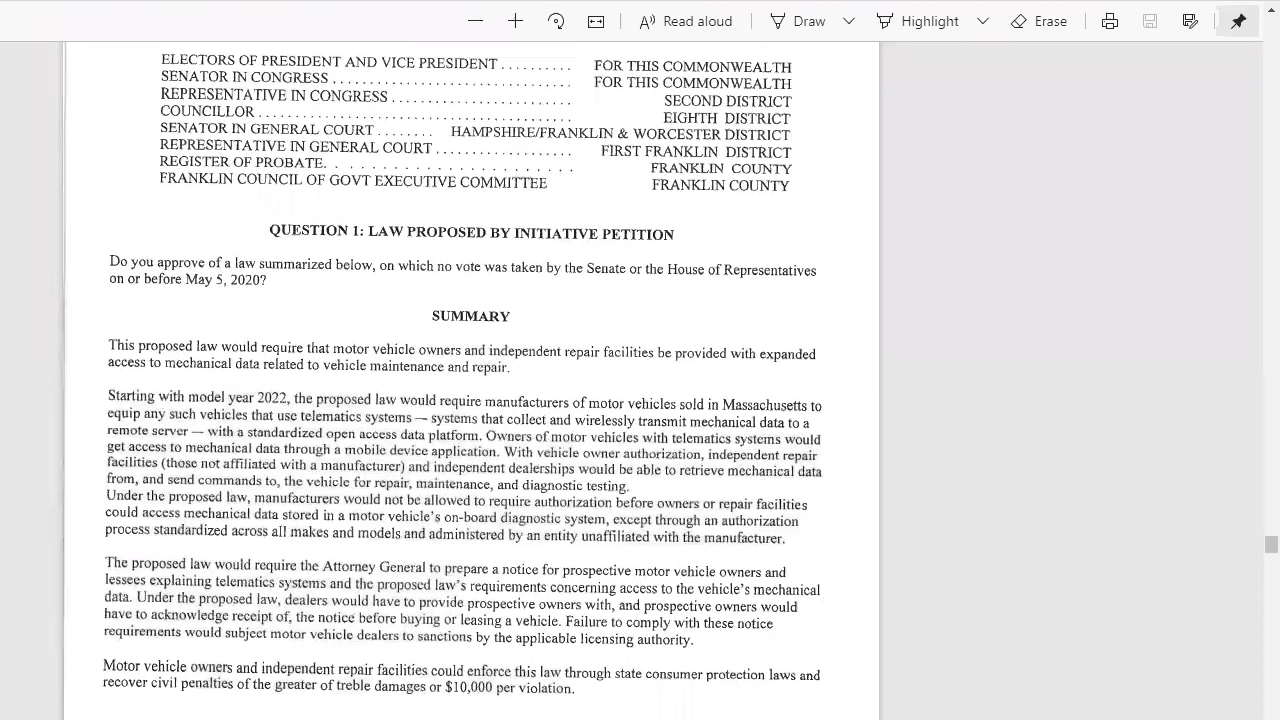 Read aloud Draw Highlight Erase
ELECTORS OF PRESIDENT AND VICE PRESIDENT .......... FOR THIS COMMONWEALTH
SENATOR IN CONGRESS .................................. FOR THIS COMMONWEALTH
REPRESENTATIVE IN CONGRESS ......................... SECOND DISTRICT
COUNCILLOR ............................................ EIGHTH DISTRICT
SENATOR IN GENERAL COURT ........ HAMPSHIRE/FRANKLIN & WORCESTER DISTRICT
REPRESENTATIVE IN GENERAL COURT ................... FIRST FRANKLIN DISTRICT
REGISTER OF PROBATE. . . . . . . . . . . . . . . . . . . . . . . FRANKLIN COUNTY
FRANKLIN COUNCIL OF GOVT EXECUTIVE COMMITTEE FRANKLIN COUNTY
QUESTION 1: LAW PROPOSED BY INITIATIVE PETITION
Do you approve of a law summarized below, on which no vote was taken by the Senate or the House of Representatives
on or before May 5, 2020?
SUMMARY
This proposed law would require that motor vehicle owners and independent repair facilities be provided with expanded
access to mechanical data related to vehicle maintenance and repair.
Starting with model year 2022, the proposed law would require manufacturers of motor vehicles sold in Massachusetts to
equip any such vehicles that use telematics systems — systems that collect and wirelessly transmit mechanical data to a
remote server — with a standardized open access data platform. Owners of motor vehicles with telematics systems would
get access to mechanical data through a mobile device application. With vehicle owner authorization, independent repair
facilities (those not affiliated with a manufacturer) and independent dealerships would be able to retrieve mechanical data
from, and send commands to, the vehicle for repair, maintenance, and diagnostic testing.
Under the proposed law, manufacturers would not be allowed to require authorization before owners or repair facilities
could access mechanical data stored in a motor vehicle's on-board diagnostic system, except through an authorization
process standardized across all makes and models and administered by an entity unaffiliated with the manufacturer.
The proposed law would require the Attorney General to prepare a notice for prospective motor vehicle owners and
lessees explaining telematics systems and the proposed law's requirements concerning access to the vehicle's mechanical
data. Under the proposed law, dealers would have to provide prospective owners with, and prospective owners would
have to acknowledge receipt of, the notice before buying or leasing a vehicle. Failure to comply with these notice
requirements would subject motor vehicle dealers to sanctions by the applicable licensing authority.
Motor vehicle owners and independent repair facilities could enforce this law through state consumer protection laws and
recover civil penalties of the greater of treble damages or $10,000 per violation.